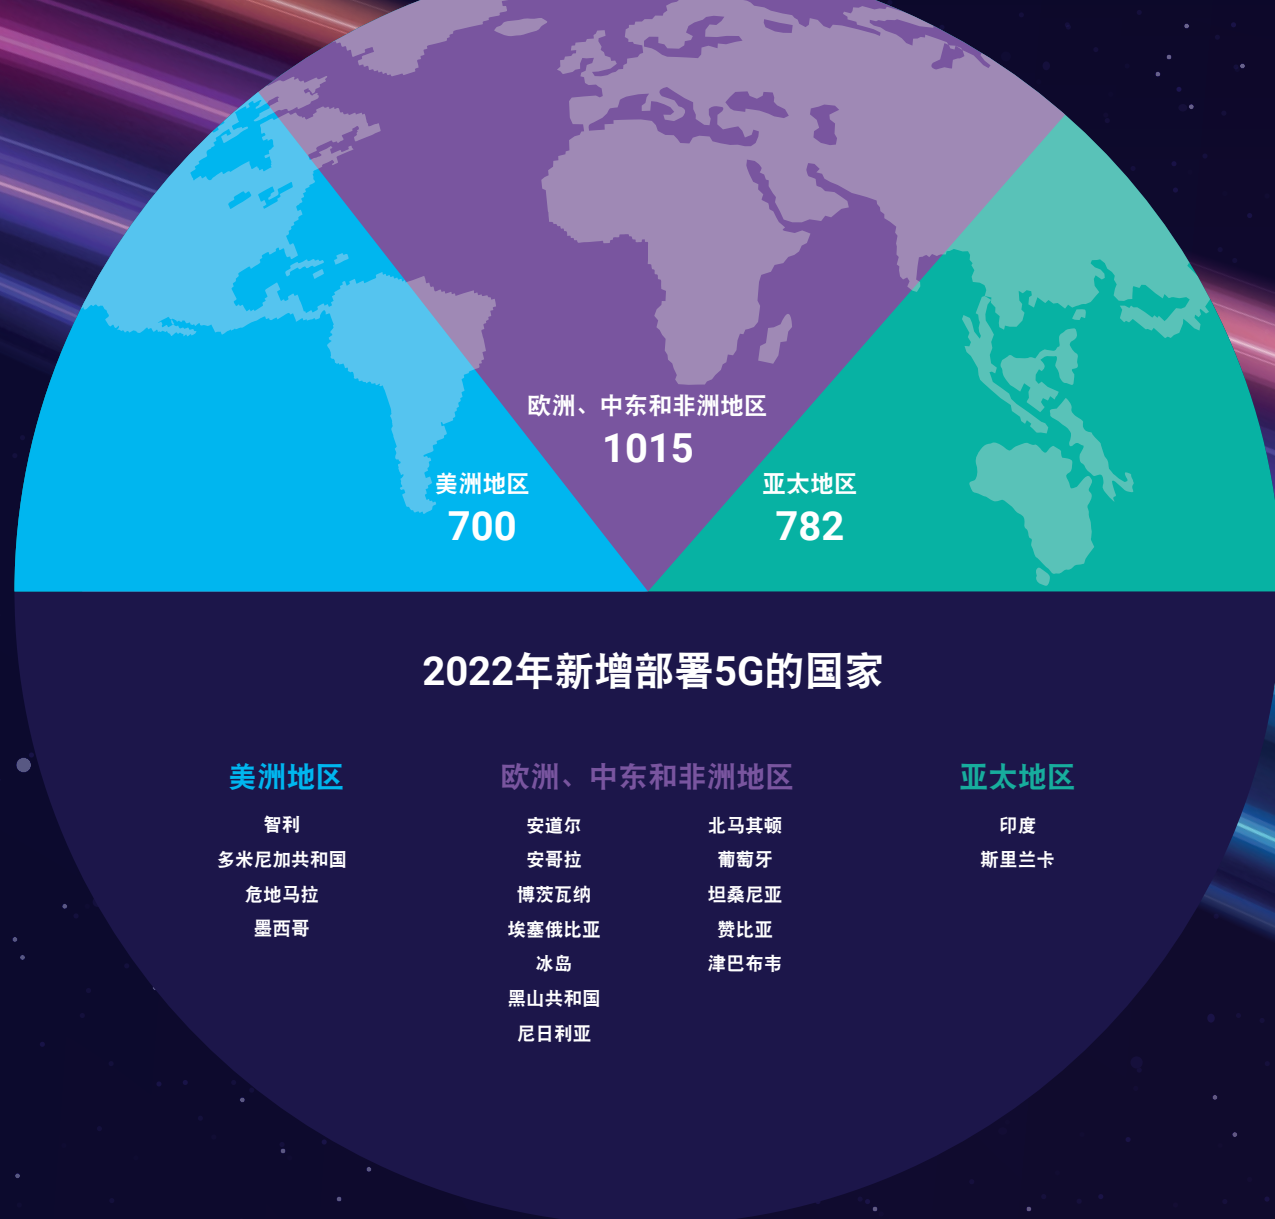 欧洲、中东和非洲地区
1015
美洲地区
700
亚太地区
782
2022年新增部署5G的国家
美洲地区
智利
多米尼加共和国
危地马拉
墨西哥
欧洲、中东和非洲地区
安道尔
安哥拉
博茨瓦纳
埃塞俄比亚
冰岛
黑山共和国
尼日利亚
北马其顿
葡萄牙
坦桑尼亚
赞比亚
津巴布韦
亚太地区
印度
斯里兰卡